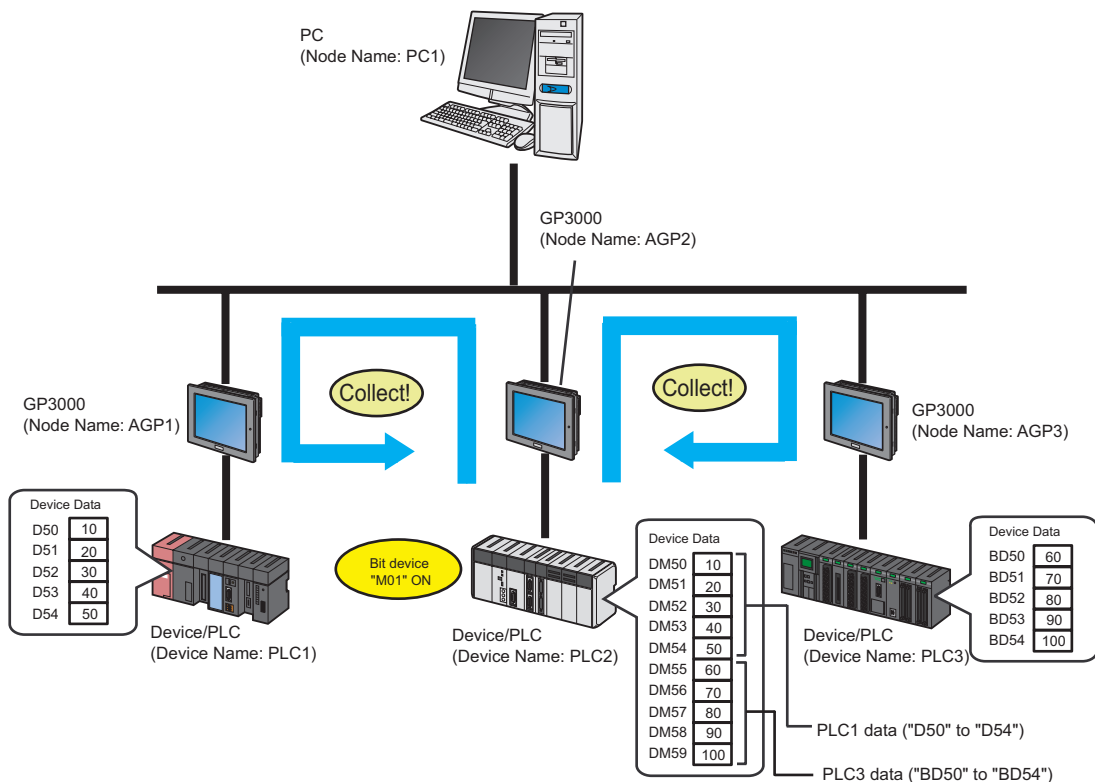 PC
(Node Name: PC1)
GP3000
(Node Name: AGP2)
Collect!
Collect!
GP3000
(Node Name: AGP1)
GP3000
(Node Name: AGP3)
Device Data
D50 10
D51 20
D52 30
D53 40
D54 50
Device/PLC
(Device Name: PLC1)
Bit device
"M01" ON
Device/PLC
(Device Name: PLC2)
Device Data
DM50 10
DM51 20
DM52 30
DM53 40
DM54 50
DM55 60
DM56 70
DM57 80
DM58 90
DM59 100
Device/PLC
(Device Name: PLC3)
Device Data
BD50 60
BD51 70
BD52 80
BD53 90
BD54 100
PLC1 data ("D50" to "D54")
PLC3 data ("BD50" to "BD54")